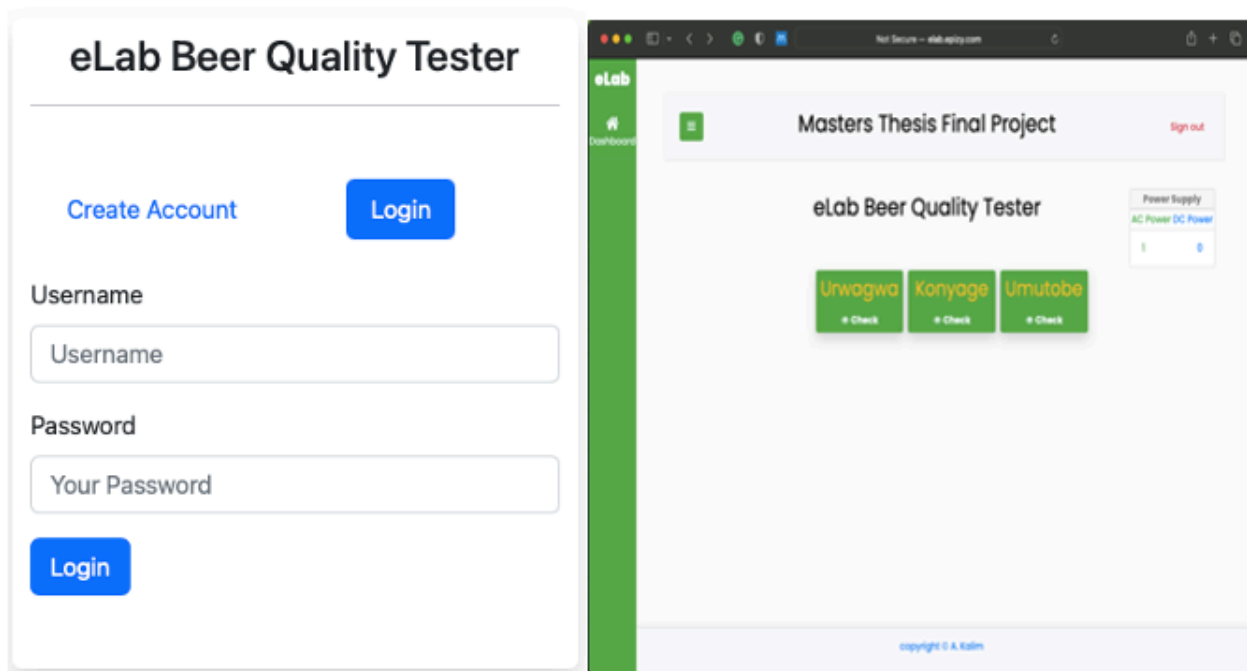 eLab Beer Quality Tester
Create Account
Login
Username
Username
Password
Your Password
Login
Not Secure — elab.epizy.com
eLab
Dashboard
Masters Thesis Final Project
Sign out
eLab Beer Quality Tester
Power Supply
AC Power DC Power
1 0
Urwagwa Konyage Umutobe
Check Check Check
copyright © A. Kalim